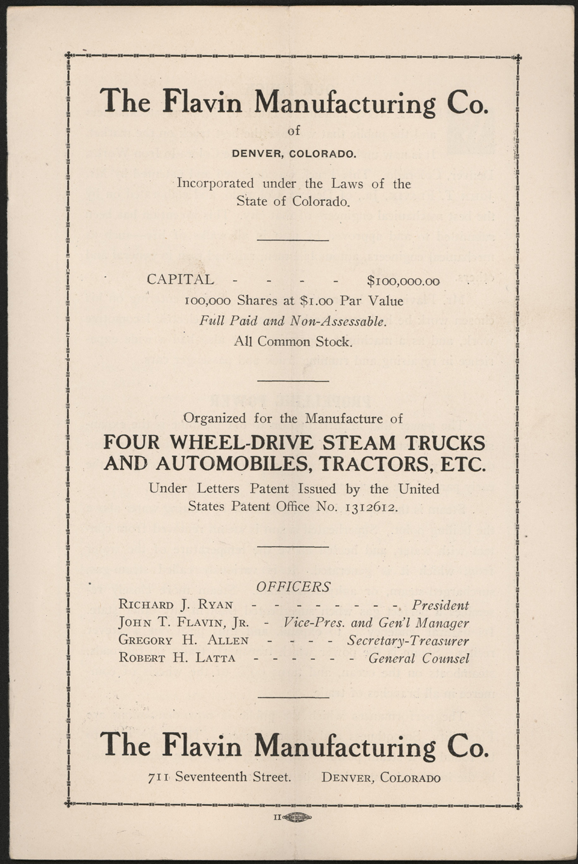 The Flavin Manufacturing Co.
of
DENVER, COLORADO.
Incorporated under the Laws of the
State of Colorado.
CAPITAL - - - - $100,000.00
100,000 Shares at $1.00 Par Value
Full Paid and Non-Assessable.
All Common Stock.
Organized for the Manufacture of
FOUR WHEEL-DRIVE STEAM TRUCKS
AND AUTOMOBILES, TRACTORS, ETC.
Under Letters Patent Issued by the United
States Patent Office No. 1312612.
OFFICERS
RICHARD J. RYAN - - - - - - - -. President
JOHN T. FLAVIN, JR. - Vice-Pres. and Gen'l Manager
GREGORY H. ALLEN - - - - Secretary-Treasurer
ROBERT H. LATTA - - - - - - General Counsel
The Flavin Manufacturing Co.
711 Seventeenth Street. DENVER, COLORADO
11